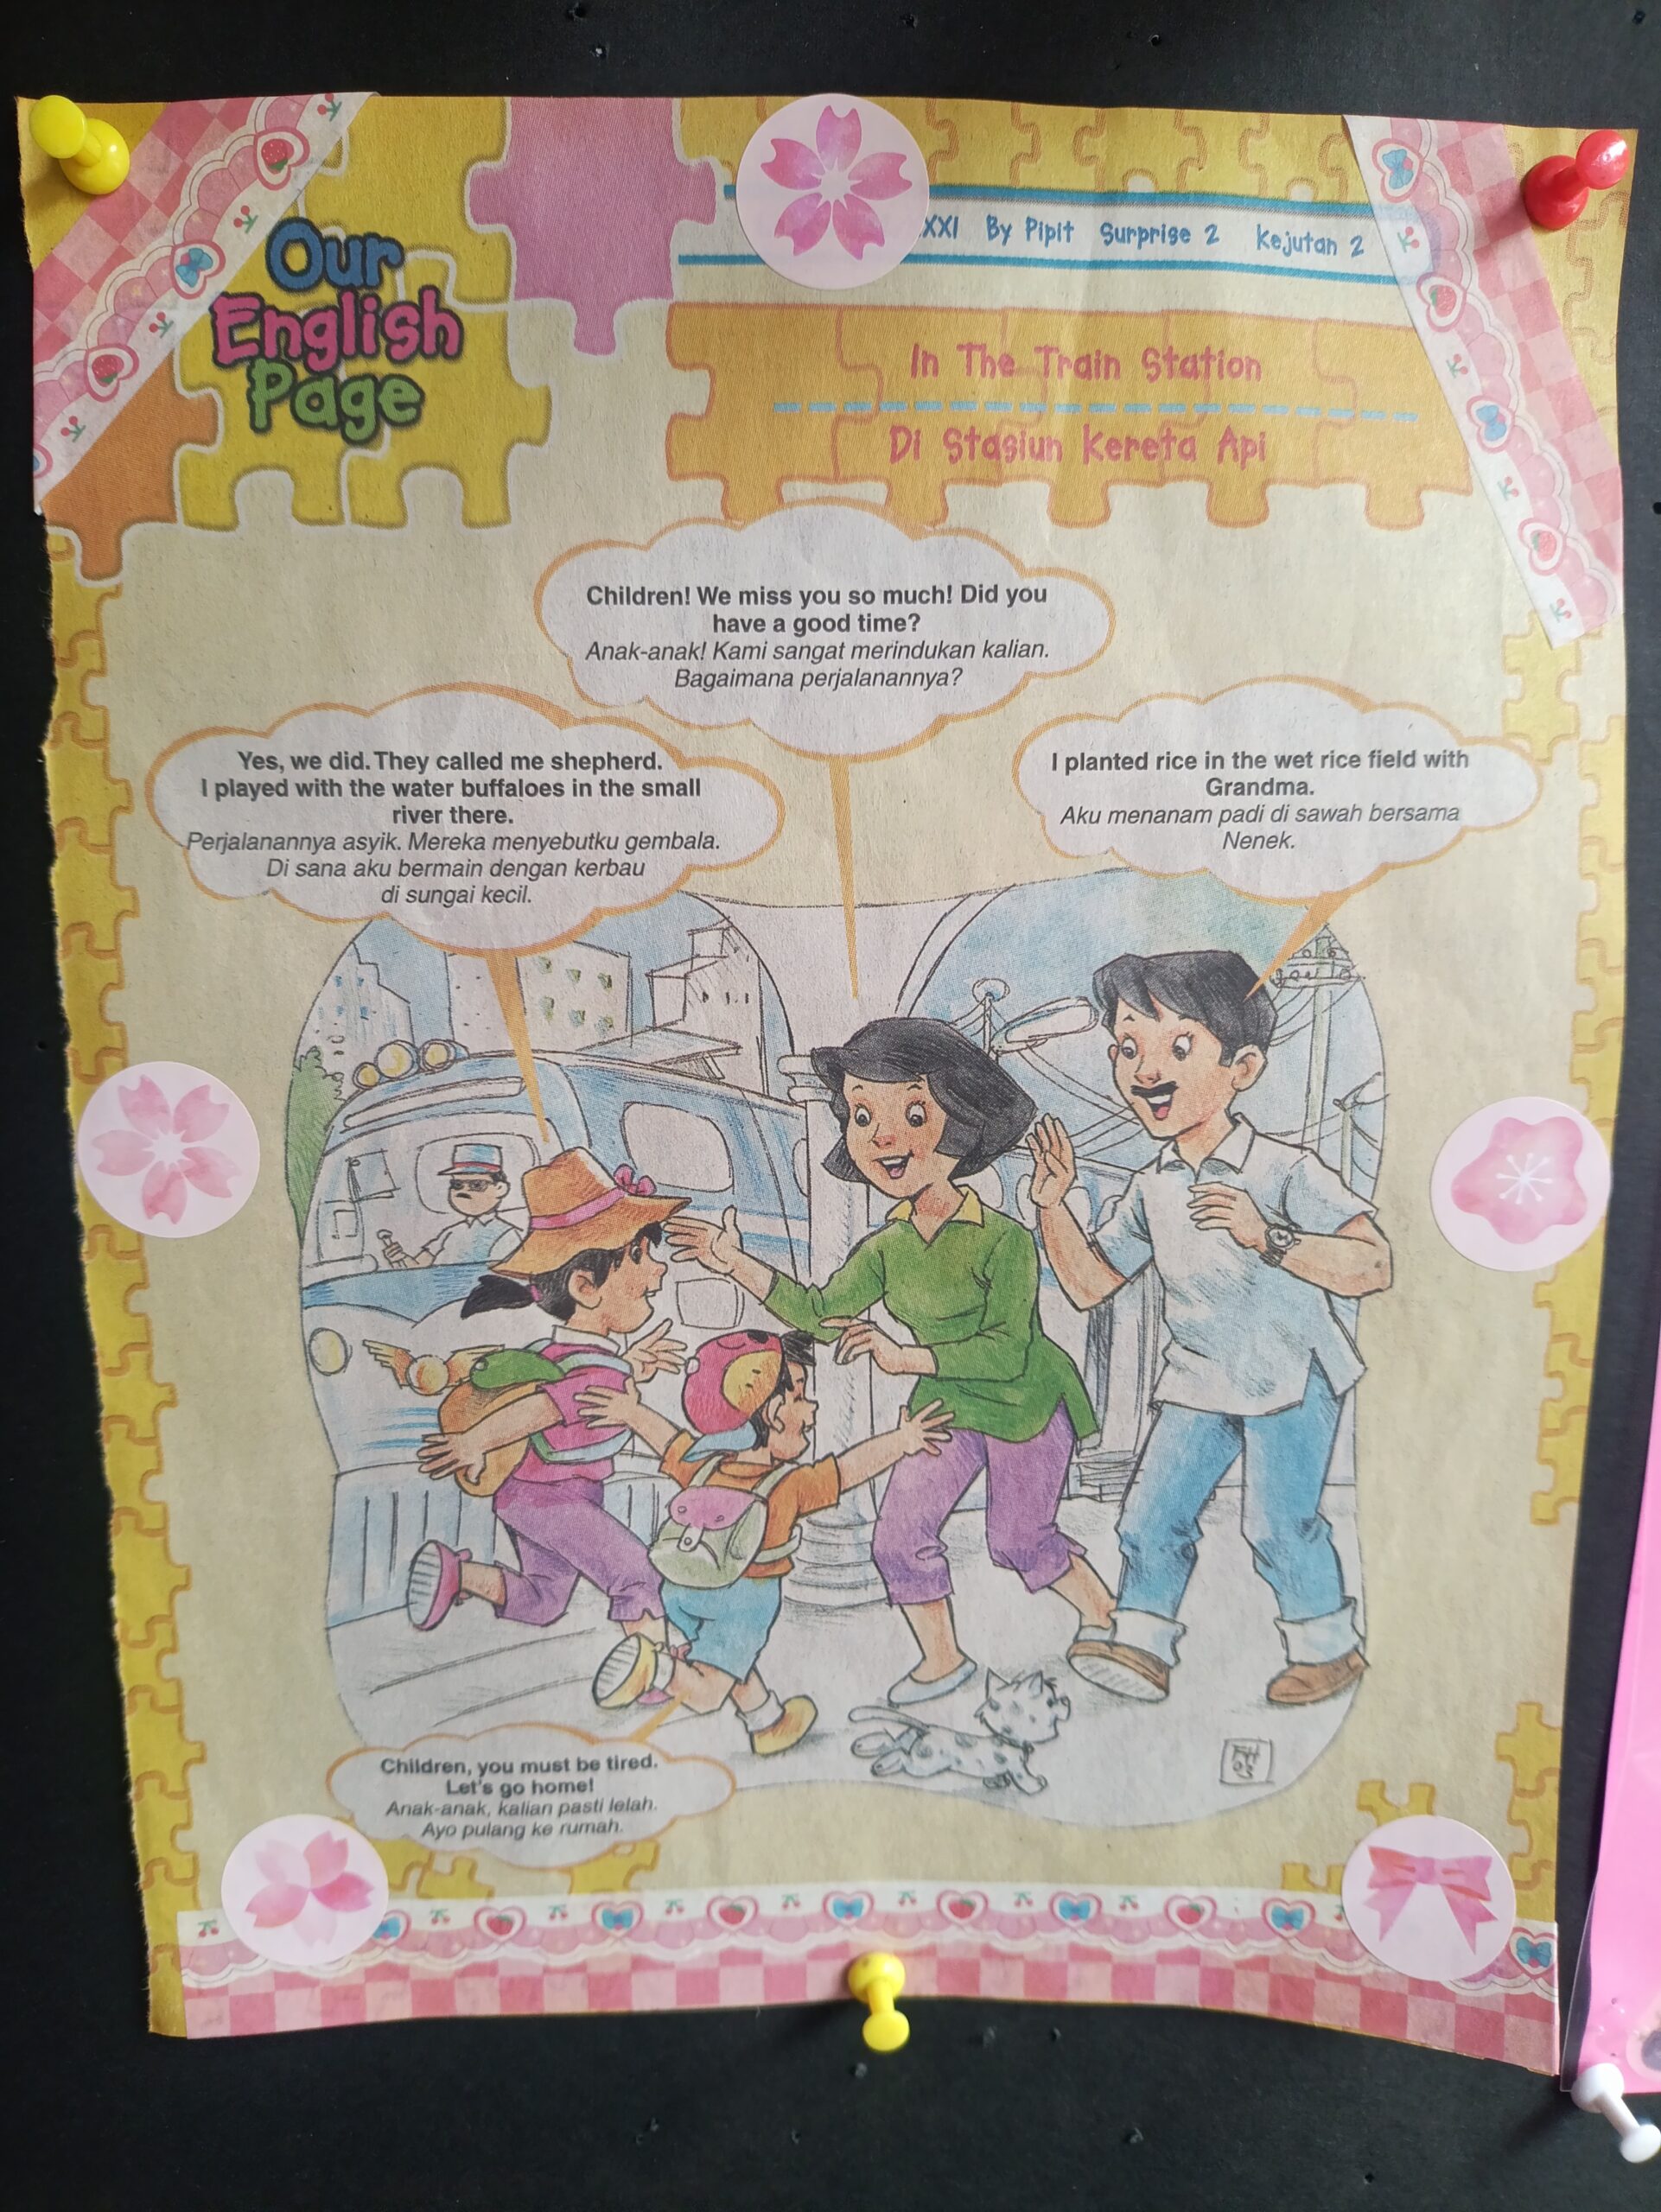 Our
English
Page
XXI By Pipit Surprise 2 Kejutan 2
In The Train Station
Di Stasiun Kereta Api
Children! We miss you so much! Did you
have a good time?
Anak-anak! Kami sangat merindukan kalian.
Bagaimana perjalanannya?
Yes, we did. They called me shepherd.
I played with the water buffaloes in the small
river there.
Perjalanannya asyik. Mereka menyebutku gembala.
Di sana aku bermain dengan kerbau
di sungai kecil.
I planted rice in the wet rice field with
Grandma.
Aku menanam padi di sawah bersama
Nenek.
Children, you must be tired.
Let's go home!
Anak-anak, kalian pasti lelah.
Ayo pulang ke rumah.